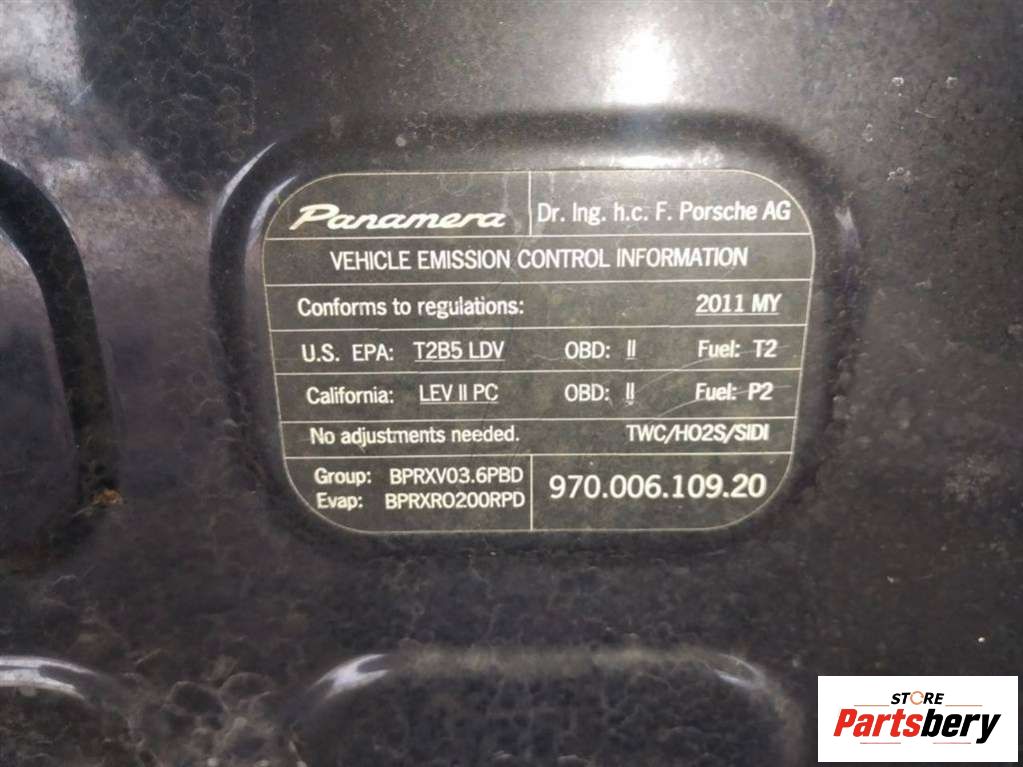 Panamera Dr. Ing. h.c. F. Porsche AG
VEHICLE EMISSION CONTROL INFORMATION
Conforms to regulations: 2011 MY
U.S. EPA: T2B5 LDV OBD: II Fuel: T2
California: LEV II PC OBD: II Fuel: P2
No adjustments needed. TWC/HO2S/SIDI
Group: BPRXV03.6PBD
Evap: BPRXR0200RPD
970.006.109.20
STORE
Partsbery